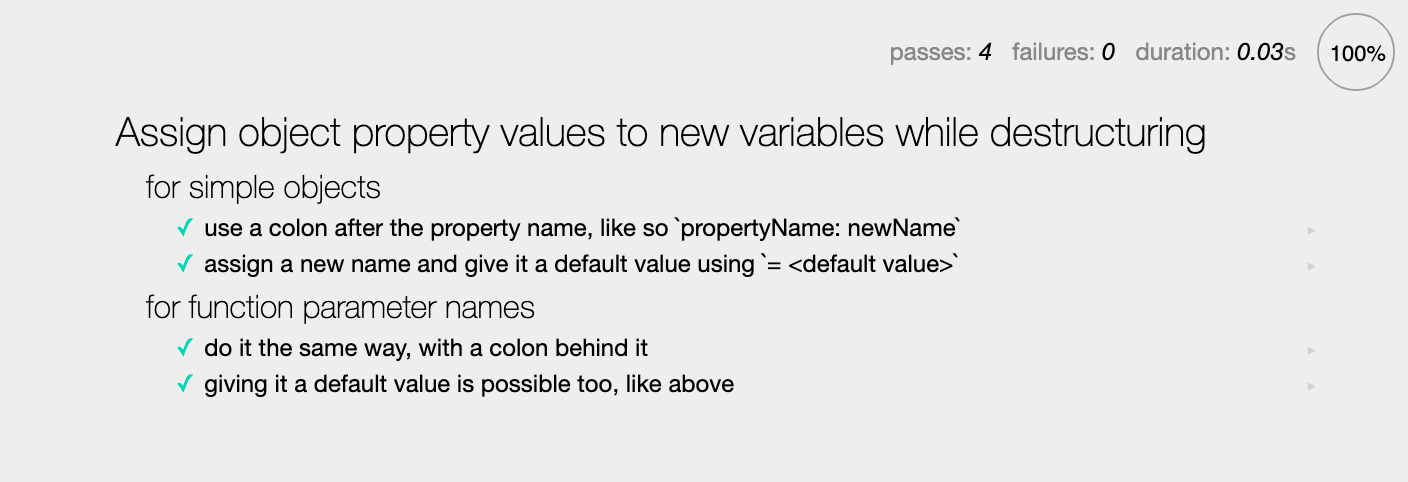 passes: 4 failures: 0 duration: 0.03s 100%
Assign object property values to new variables while destructuring
for simple objects
✓ use a colon after the property name, like so `propertyName: newName`
✓ assign a new name and give it a default value using `= <default value>`
for function parameter names
✓ do it the same way, with a colon behind it
✓ giving it a default value is possible too, like above